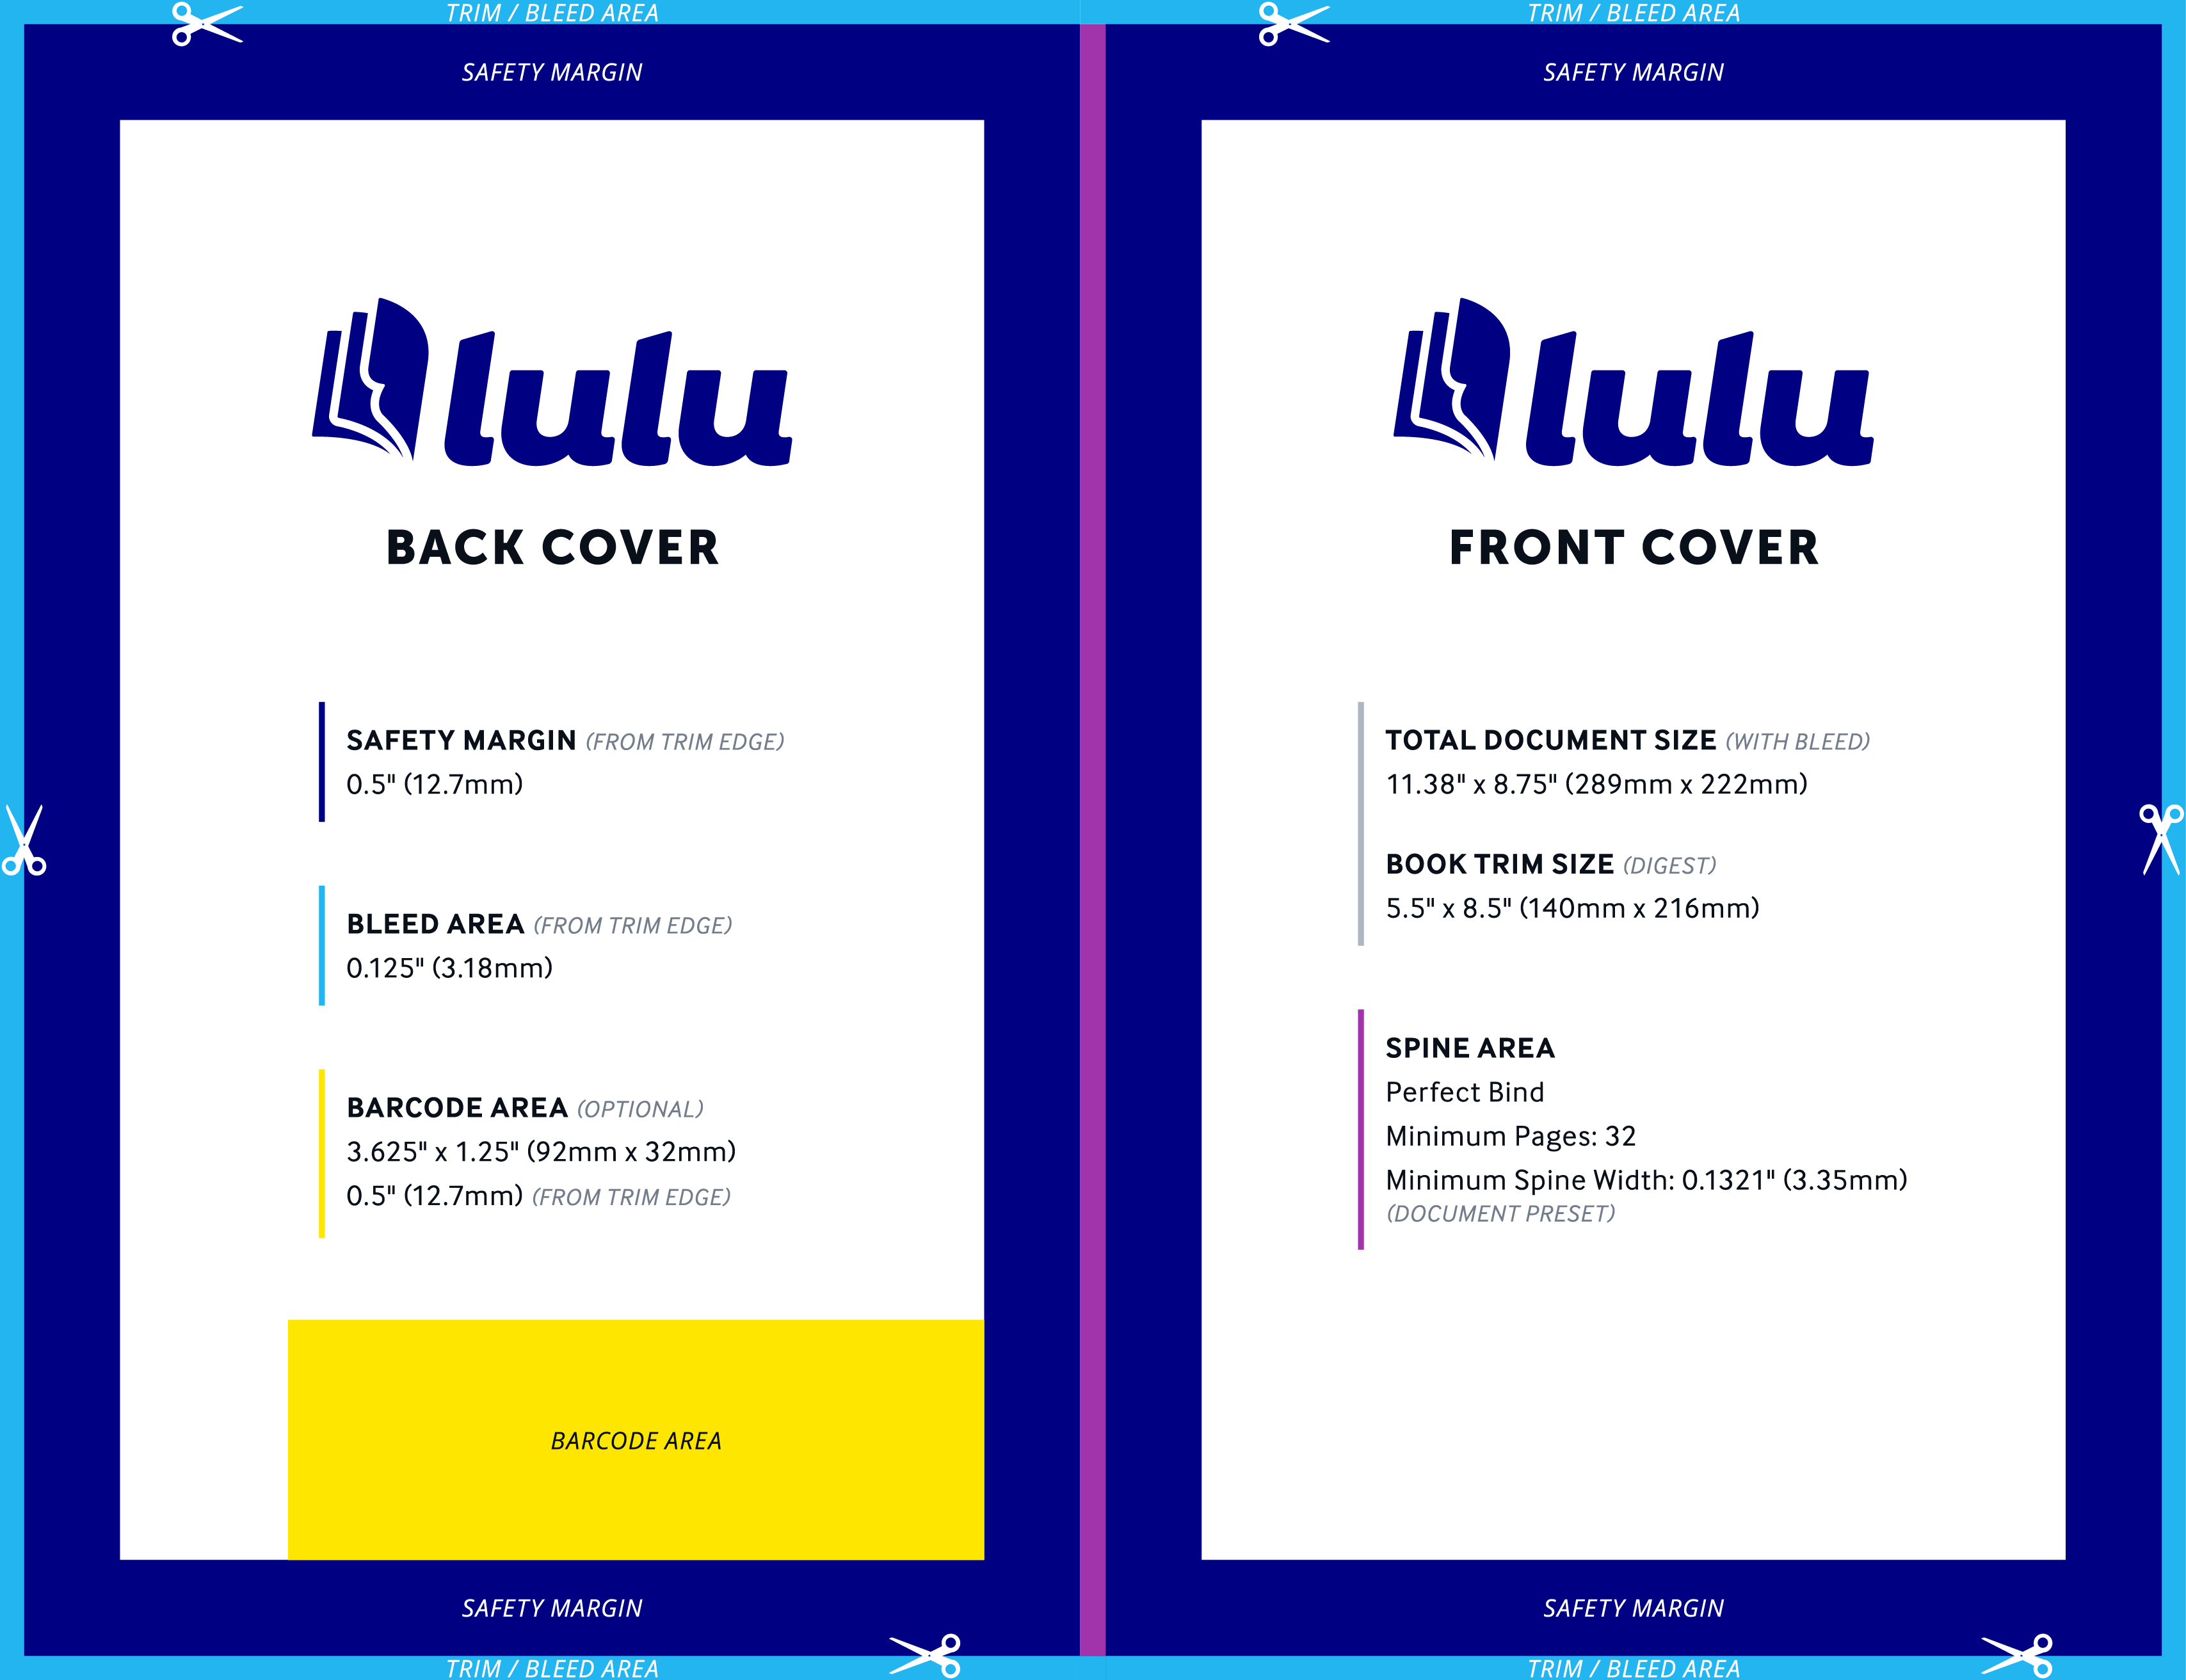 TRIM / BLEED AREA
SAFETY MARGIN
lulu
BACK COVER
SAFETY MARGIN (FROM TRIM EDGE)
0.5" (12.7mm)
BLEED AREA (FROM TRIM EDGE)
0.125" (3.18mm)
BARCODE AREA (OPTIONAL)
3.625" x 1.25" (92mm x 32mm)
0.5" (12.7mm) (FROM TRIM EDGE)
BARCODE AREA
SAFETY MARGIN
TRIM / BLEED AREA
TRIM / BLEED AREA
SAFETY MARGIN
lulu
FRONT COVER
TOTAL DOCUMENT SIZE (WITH BLEED)
11.38" x 8.75" (289mm x 222mm)
BOOK TRIM SIZE (DIGEST)
5.5" x 8.5" (140mm x 216mm)
SPINE AREA
Perfect Bind
Minimum Pages: 32
Minimum Spine Width: 0.1321" (3.35mm)
(DOCUMENT PRESET)
SAFETY MARGIN
TRIM / BLEED AREA